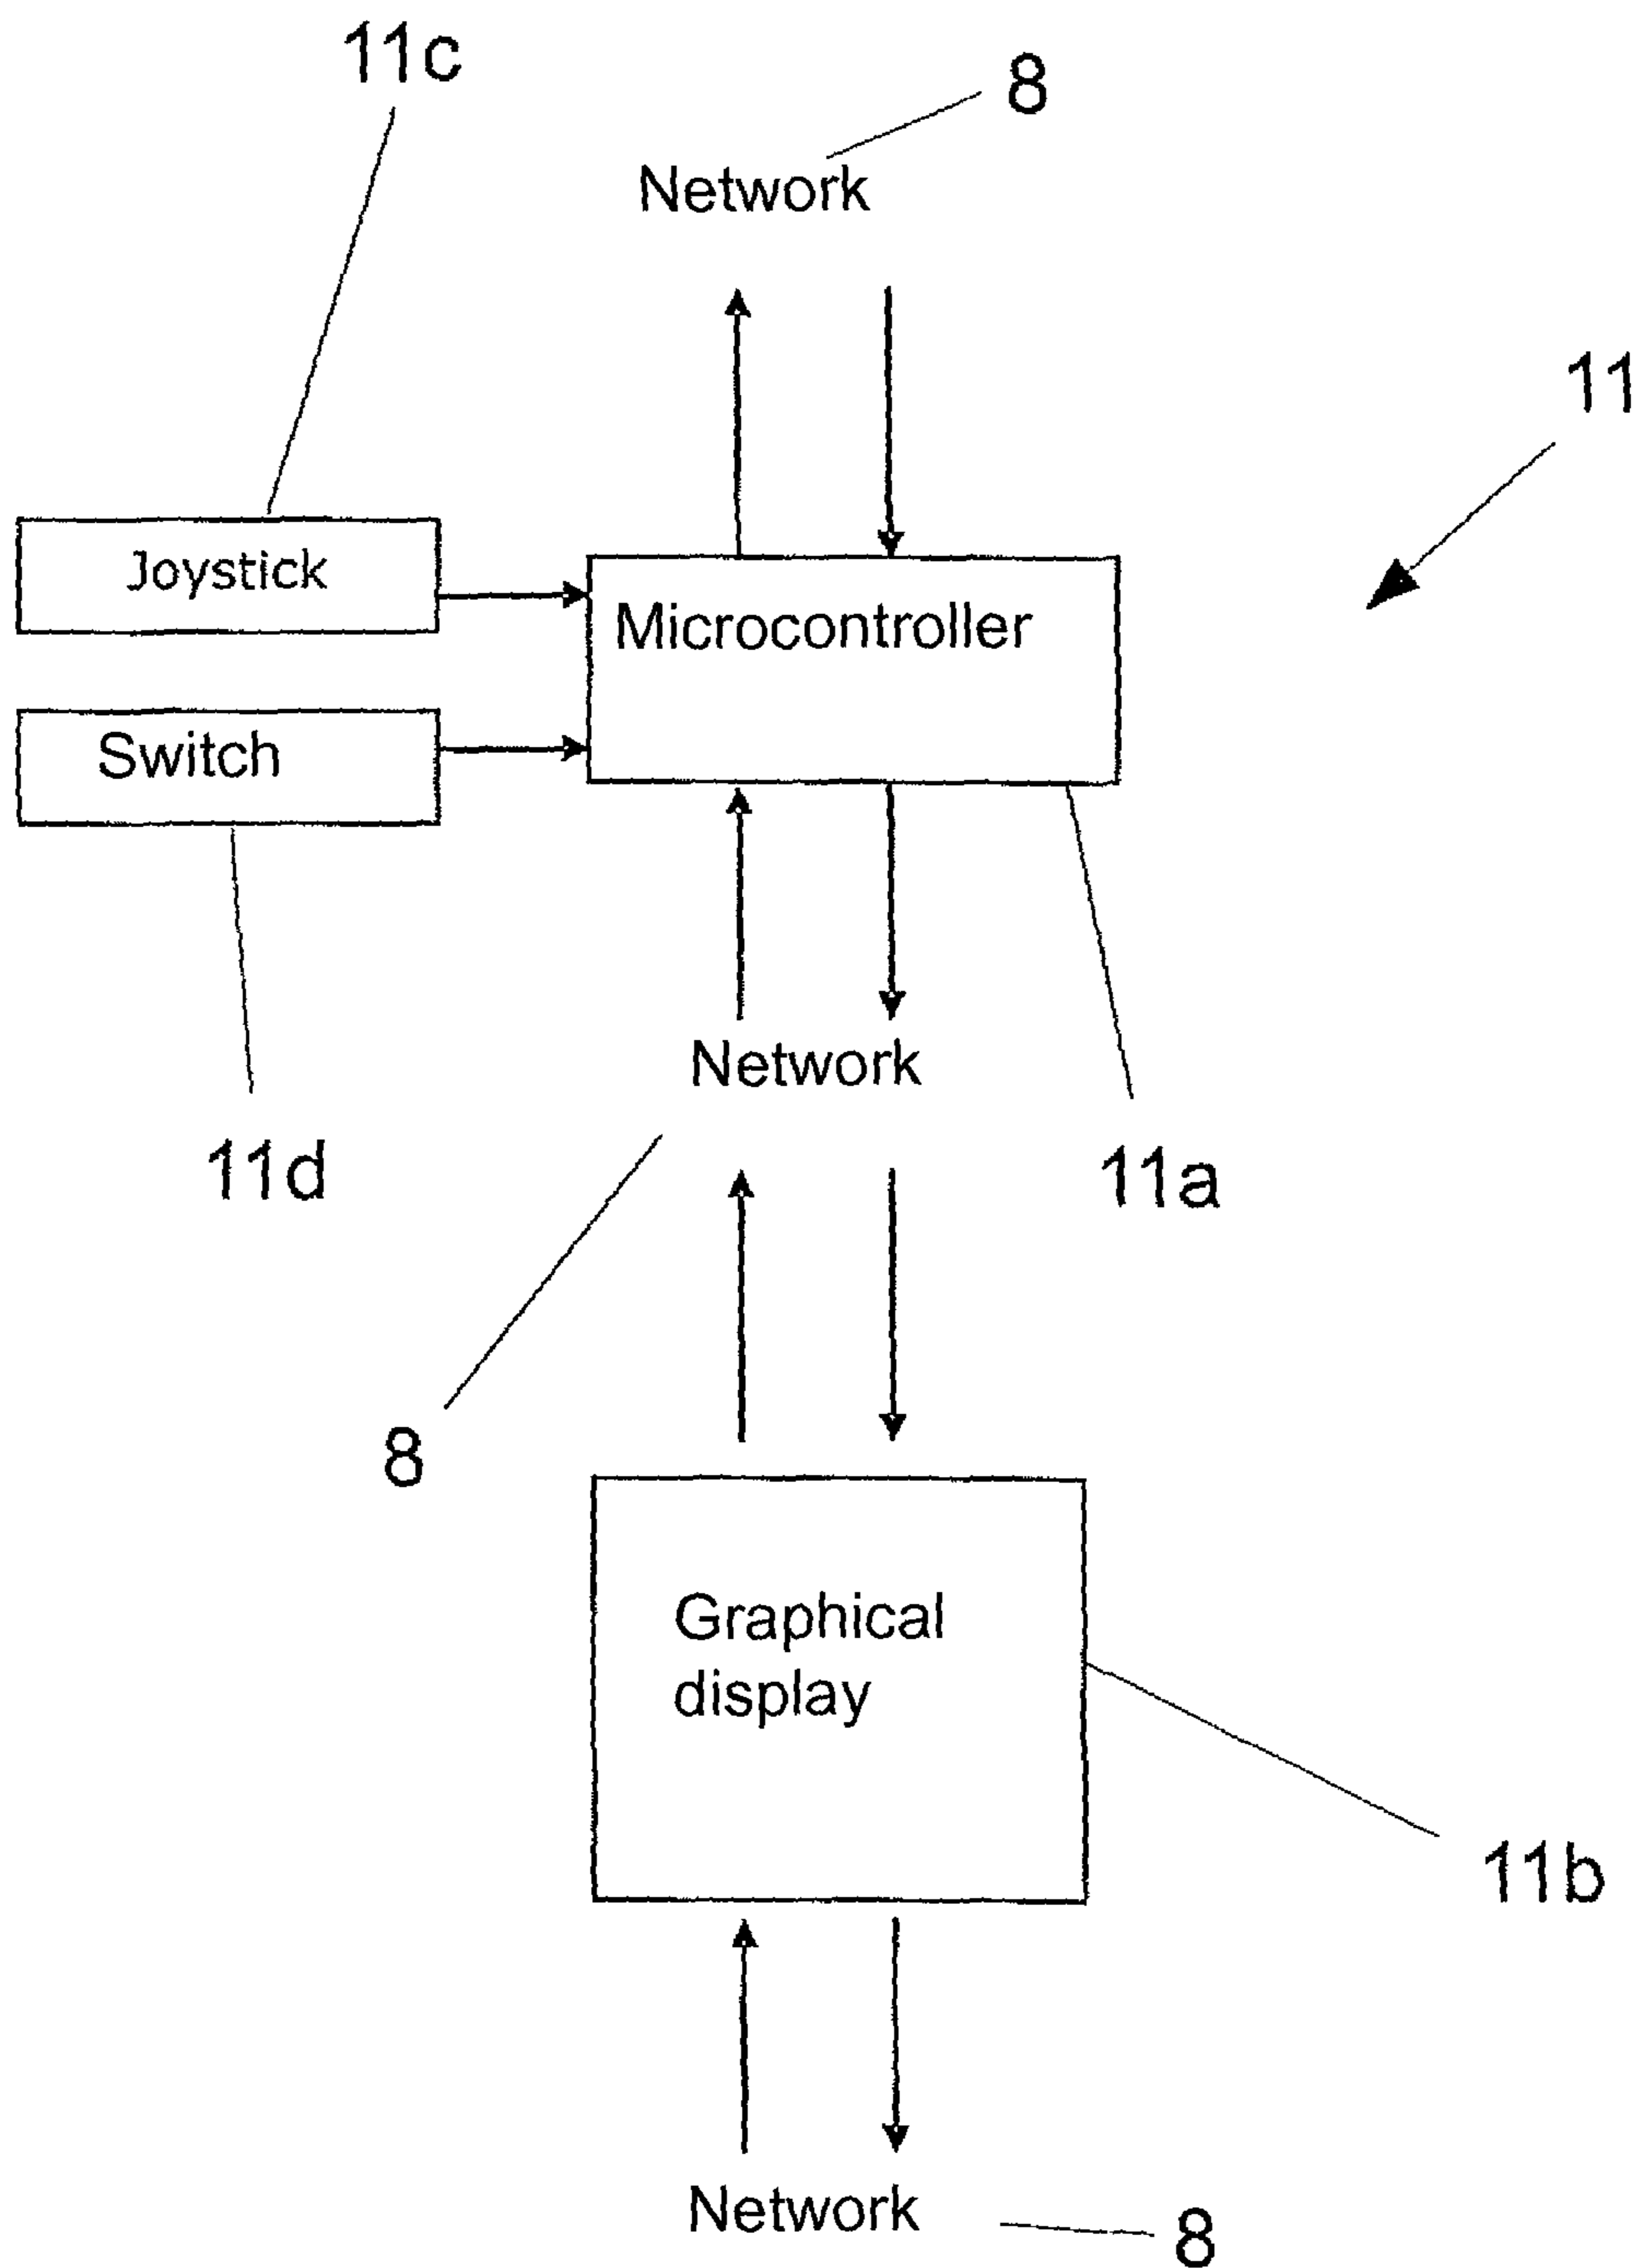 11c
8
Network
11
Joystick
Microcontroller
Switch
Network
11d
11a
8
Graphical
display
11b
Network
8